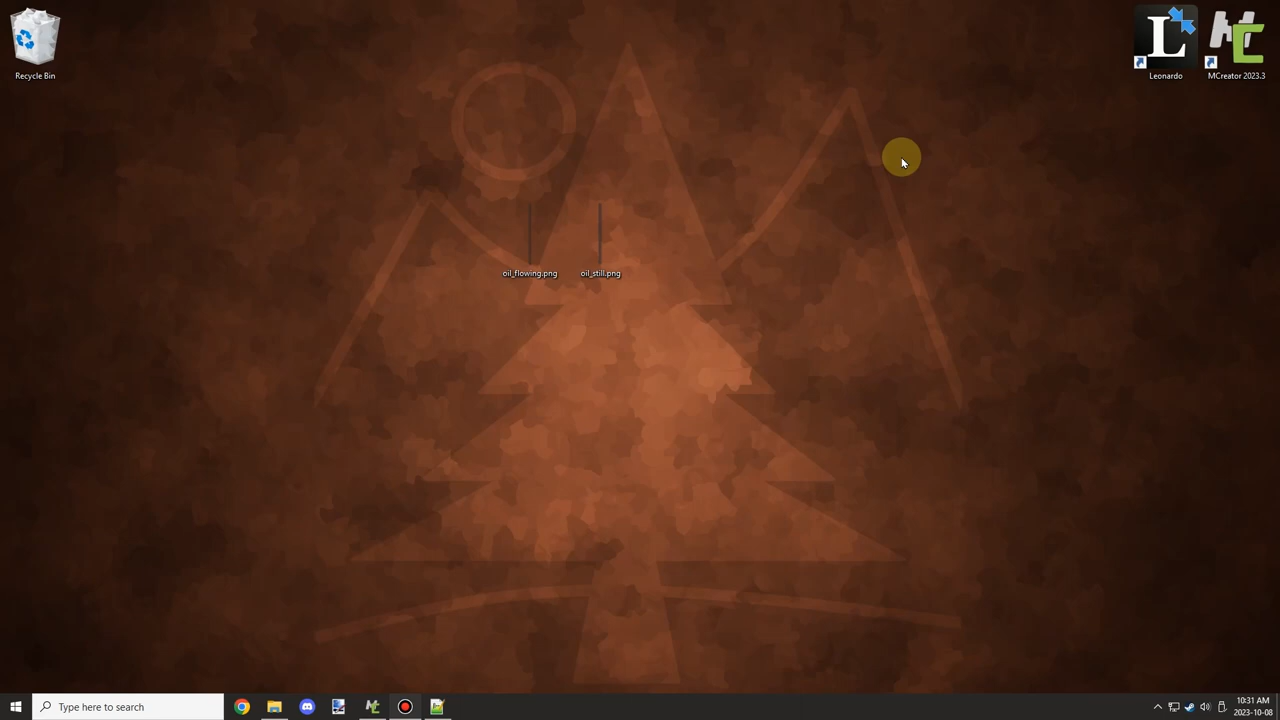 Recycle Bin
Leonardo
MCreator 2023.3
oil_flowing.png
oil_still.png
Type here to search
10:31 AM
2023-10-08